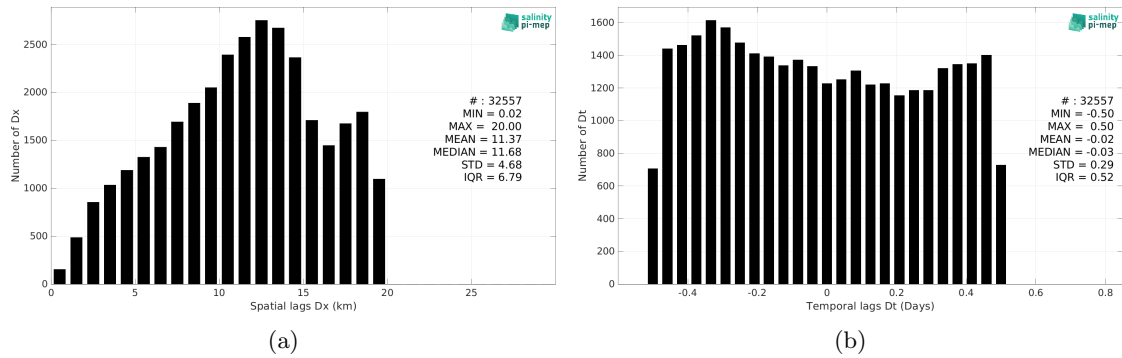 salinity
pi-mep
2500
2000
1500
1000
500
0
Number of Dx
# : 32557
MIN = 0.02
MAX = 20.00
MEAN = 11.37
MEDIAN = 11.68
STD = 4.68
IQR = 6.79
0 5 10 15 20 25
Spatial lags Dx (km)
(a)
salinity
pi-mep
1600
1400
1200
1000
800
600
400
200
0
Number of Dt
# : 32557
MIN = -0.50
MAX = 0.50
MEAN = -0.02
MEDIAN = -0.03
STD = 0.29
IQR = 0.52
-0.4 -0.2 0 0.2 0.4 0.6 0.8
Temporal lags Dt (Days)
(b)